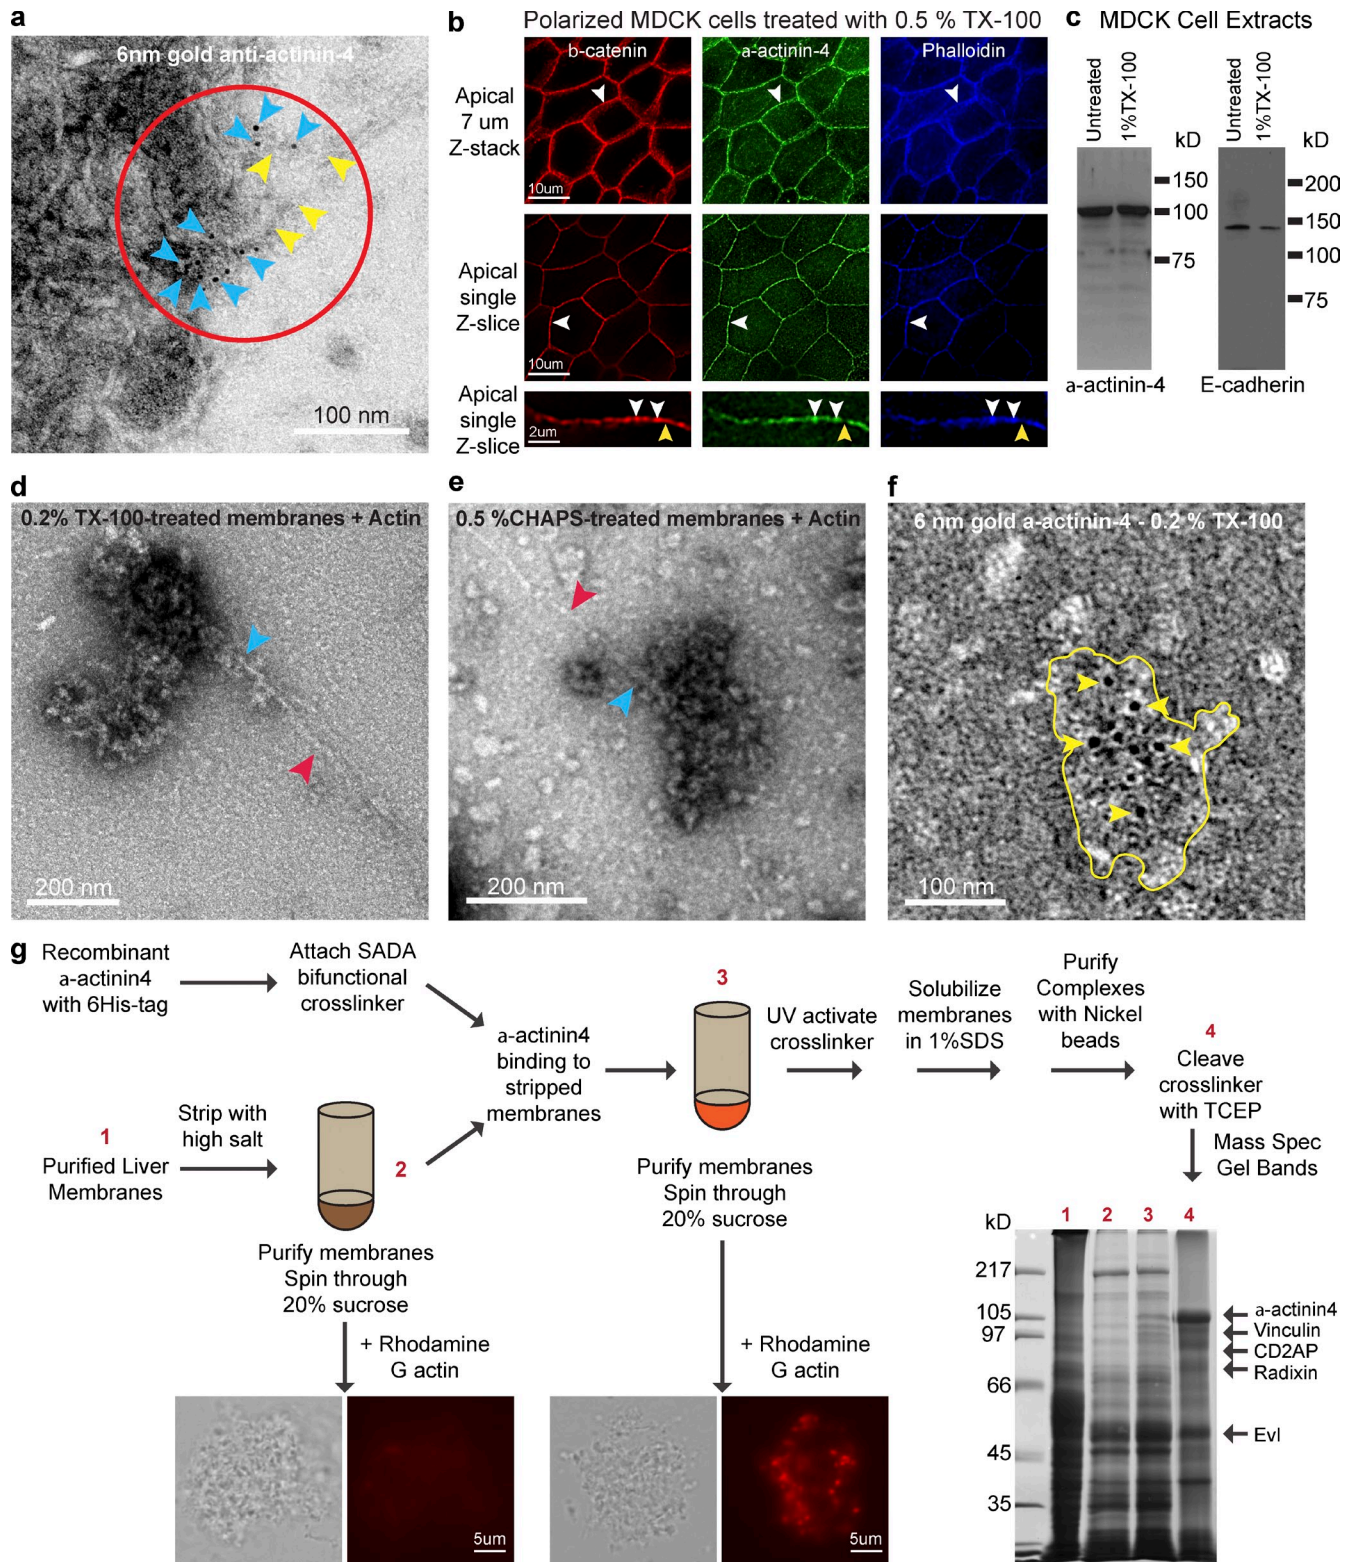 a
6nm gold anti-actinin-4
100 nm
b
Polarized MDCK cells treated with 0.5 % TX-100
b-catenin
a-actinin-4
Phalloidin
Apical
7 um
Z-stack
10um
Apical
single
Z-slice
10um
Apical
single
Z-slice
2um
c
MDCK Cell Extracts
Untreated
1%TX-100
kD
150
100
75
a-actinin-4
Untreated
1%TX-100
kD
200
150
100
75
E-cadherin
d
0.2% TX-100-treated membranes + Actin
200 nm
e
0.5 %CHAPS-treated membranes + Actin
200 nm
f
6 nm gold a-actinin-4 - 0.2 % TX-100
100 nm
g
Recombinant
a-actinin4
with 6His-tag
Attach SADA
bifunctional
crosslinker
1
Purified Liver
Membranes
Strip with
high salt
2
Purify membranes
Spin through
20% sucrose
+ Rhodamine
G actin
5um
a-actinin4
binding to
stripped
membranes
3
Purify membranes
Spin through
20% sucrose
+ Rhodamine
G actin
5um
UV activate
crosslinker
Solubilize
membranes
in 1%SDS
Purify
Complexes
with Nickel
beads
4
Cleave
crosslinker
with TCEP
Mass Spec
Gel Bands
kD
1
2
3
4
217
105
97
66
45
35
a-actinin4
Vinculin
CD2AP
Radixin
Evl